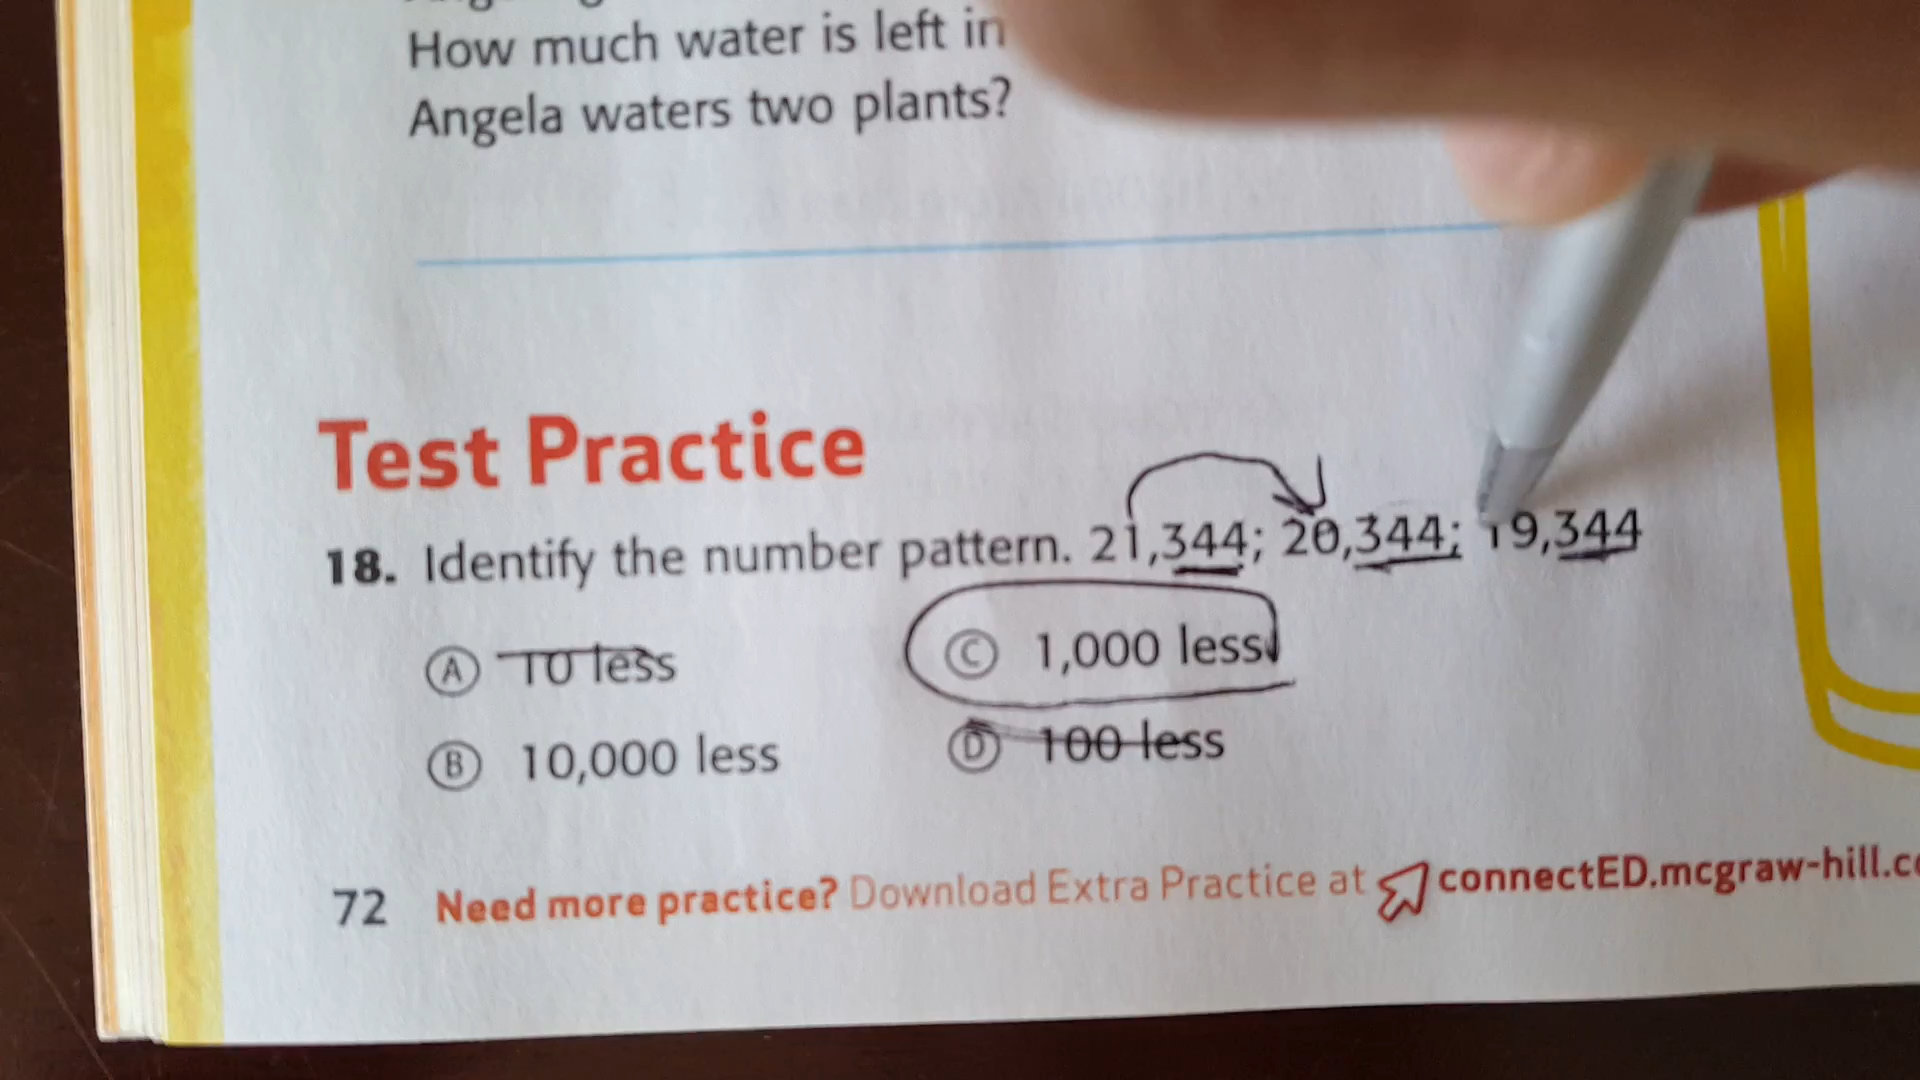 How much water is left in
Angela waters two plants?
Test Practice
18. Identify the number pattern. 21,344; 20,344; 19,344
Ⓐ 10 less
Ⓒ 1,000 less
Ⓑ 10,000 less
Ⓓ 100 less
72 Need more practice? Download Extra Practice at connectED.mcgraw-hill.c